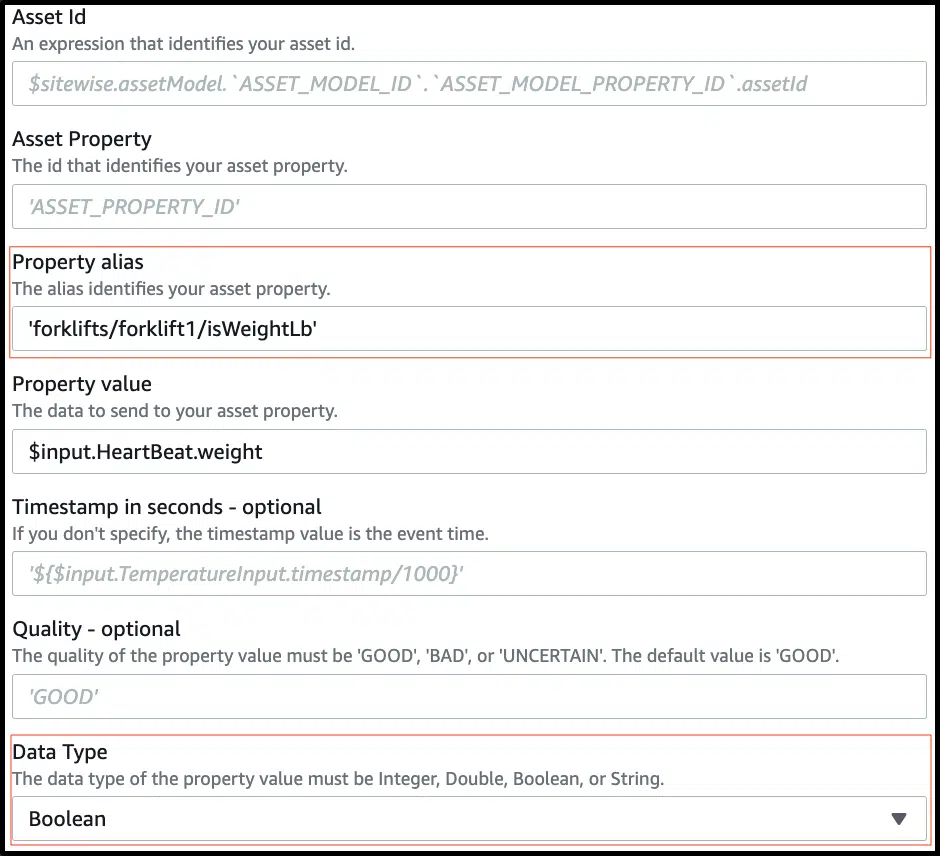 Asset Id
An expression that identifies your asset id.
$sitewise.assetModel.`ASSET_MODEL_ID`.`ASSET_MODEL_PROPERTY_ID`.assetId
Asset Property
The id that identifies your asset property.
'ASSET_PROPERTY_ID'
Property alias
The alias identifies your asset property.
'forklifts/forklift1/isWeightLb'
Property value
The data to send to your asset property.
$input.HeartBeat.weight
Timestamp in seconds - optional
If you don't specify, the timestamp value is the event time.
'${$input.TemperatureInput.timestamp/1000}'
Quality - optional
The quality of the property value must be 'GOOD', 'BAD', or 'UNCERTAIN'. The default value is 'GOOD'.
'GOOD'
Data Type
The data type of the property value must be Integer, Double, Boolean, or String.
Boolean